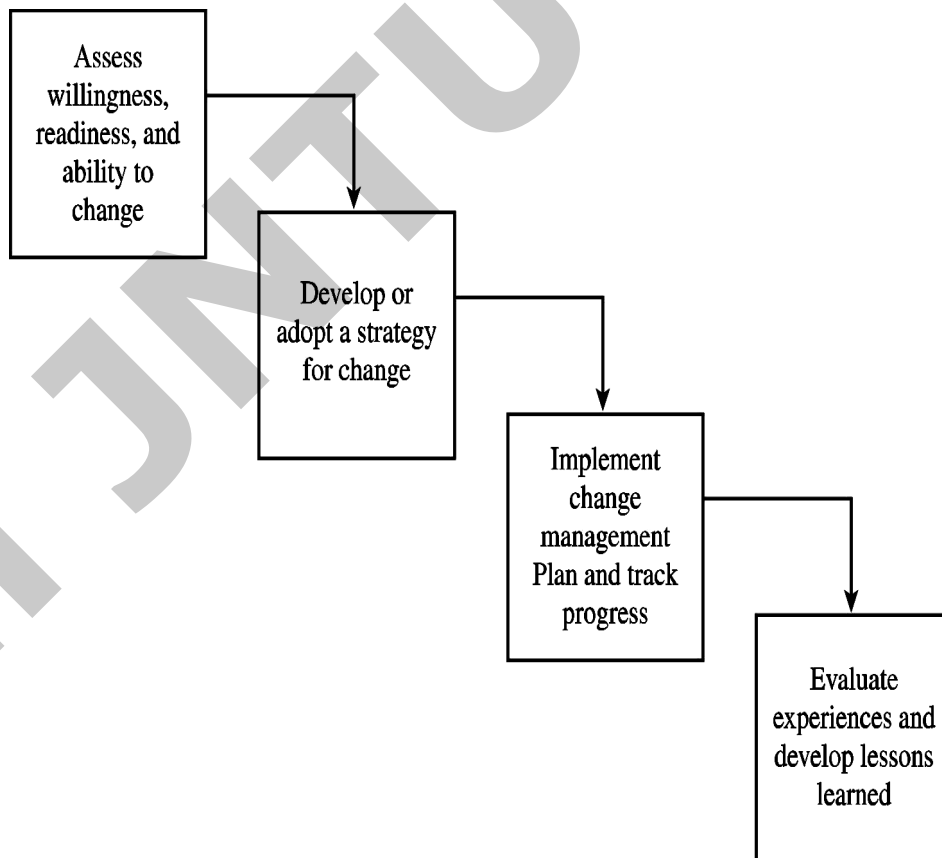 Assess
willingness,
readiness, and
ability to
change
Develop or
adopt a strategy
for change
Implement
change
management
Plan and track
progress
Evaluate
experiences and
develop lessons
learned
JNTU